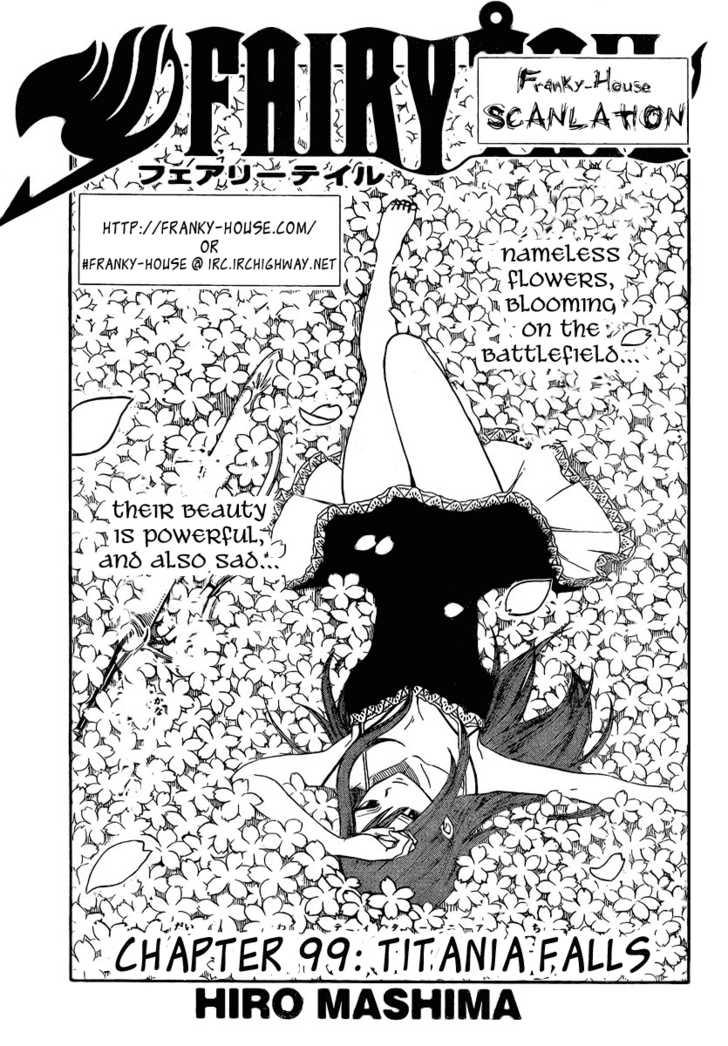 FAIRY TAIL
Franky-House
SCANLATION
フェアリーテイル
HTTP://FRANKY-HOUSE.COM/
OR
#FRANKY-HOUSE @ IRC.IRCHIGHWAY.NET
NAMELESS
FLOWERS,
BLOOMING
ON THE
BATTLEFIELD...
THEIR BEAUTY
IS POWERFUL,
AND ALSO SAD...
CHAPTER 99: TITANIA FALLS
HIRO MASHIMA